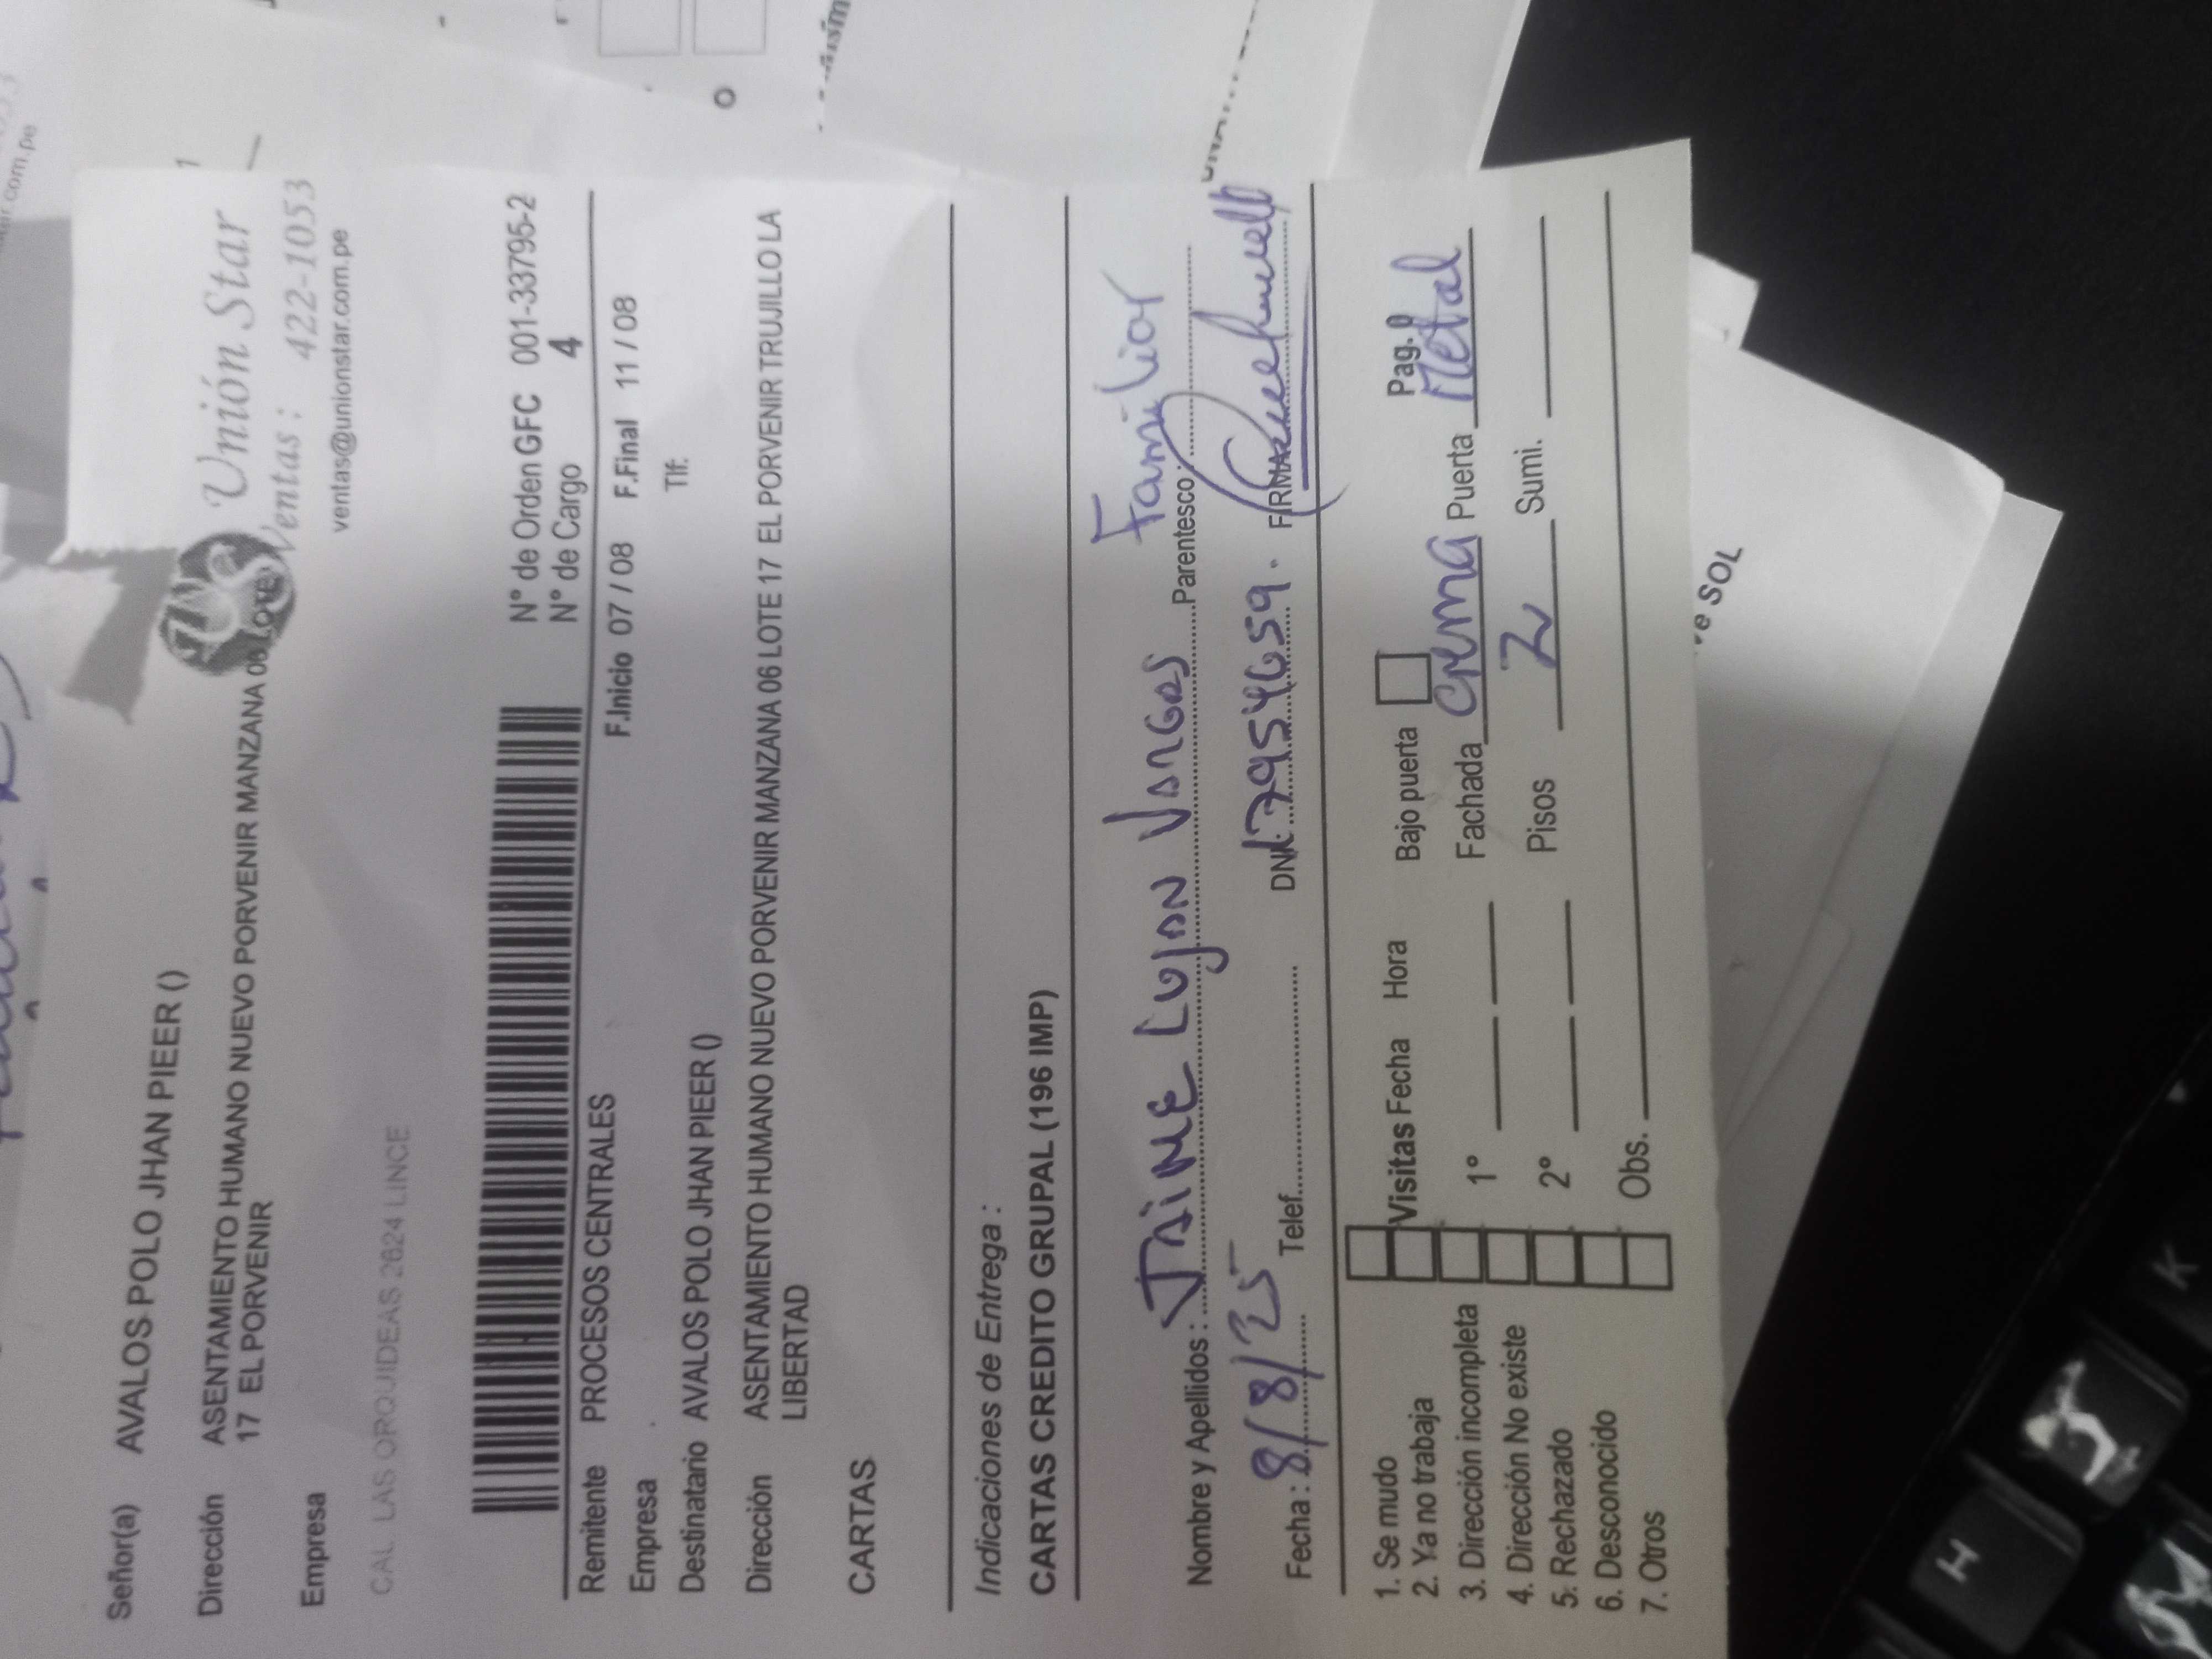 Unión Star
Ventas: 422-1053
ventas@unionstar.com.pe
Señor(a) AVALOS POLO JHAN PIEER ()
Dirección ASENTAMIENTO HUMANO NUEVO PORVENIR MANZANA 06 LOTE
17 EL PORVENIR
Empresa
CAL LAS ORQUIDEAS 2624 LINCE
N° de Orden GFC 001-33795-2
N° de Cargo 4
Remitente PROCESOS CENTRALES F.Inicio 07 / 08 F.Final 11 / 08
Empresa Tlf.
Destinatario AVALOS POLO JHAN PIEER ()
Dirección ASENTAMIENTO HUMANO NUEVO PORVENIR MANZANA 06 LOTE 17 EL PORVENIR TRUJILLO LA
LIBERTAD
CARTAS
Indicaciones de Entrega :
CARTAS CREDITO GRUPAL (196 IMP)
Nombre y Apellidos : JAIME LUJAN VARGAS Parentesco : Familiar
Fecha : 8/8/25 Telef. DNI: 17954659. FIRMA
Pag. 0
1. Se mudo
2. Ya no trabaja
3. Dirección incompleta
4. Dirección No existe
5. Rechazado
6. Desconocido
7. Otros
Visitas Fecha Hora Bajo puerta
1° Fachada Crema Puerta Metal
2° Pisos 2 Sumi.
Obs.
SOL
H
J
K